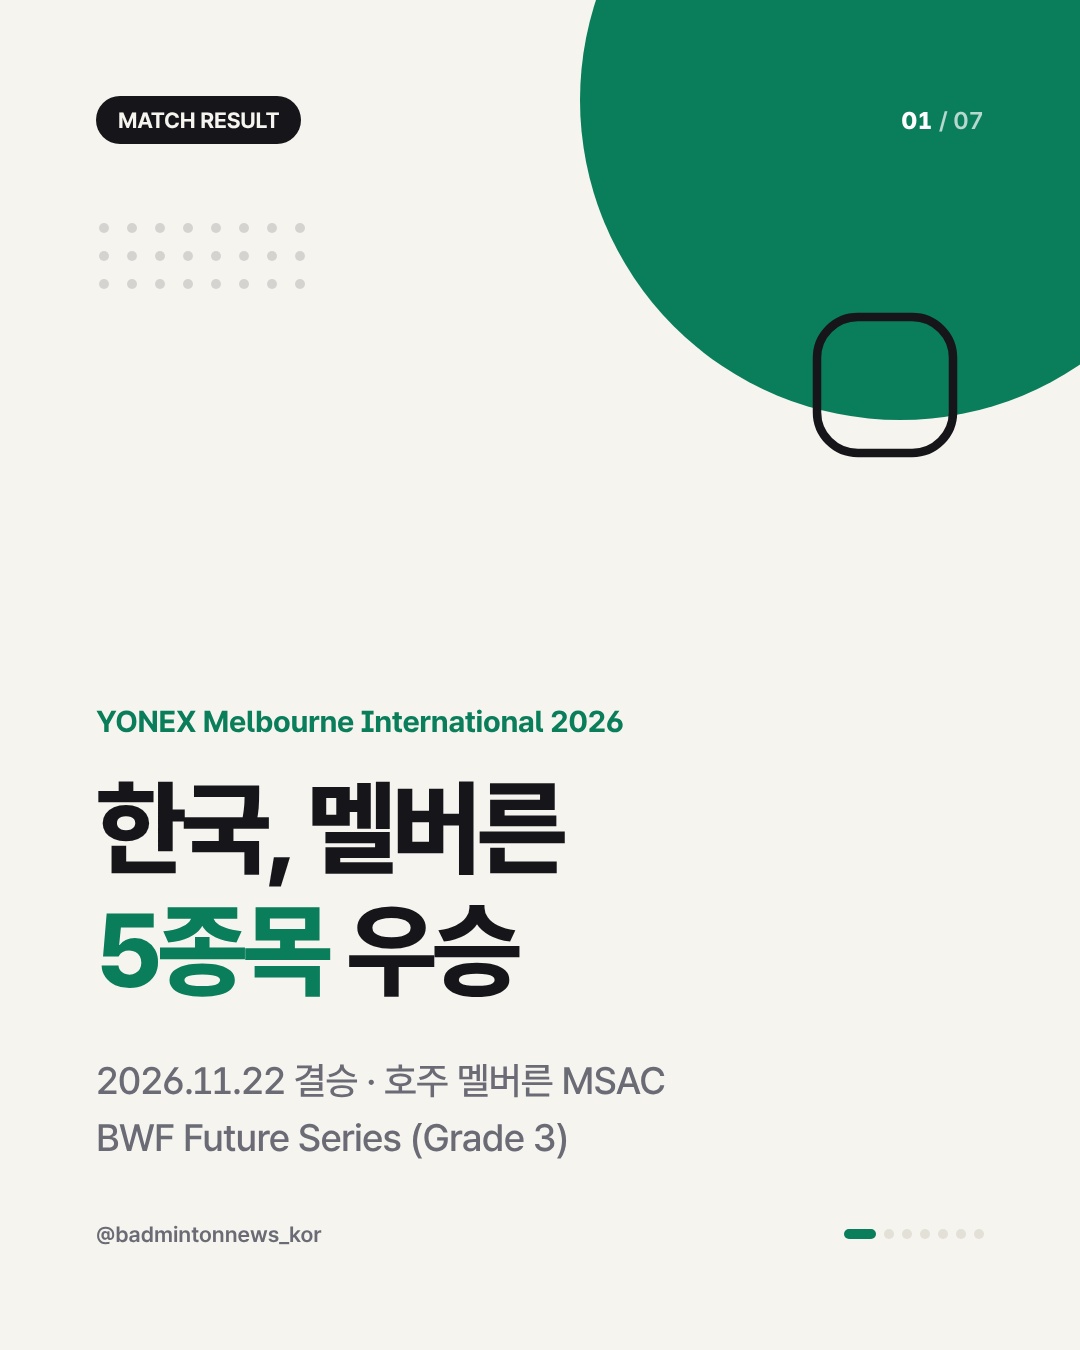 MATCH RESULT
01 / 07
YONEX Melbourne International 2026
한국, 멜버른
5종목 우승
2026.11.22 결승 · 호주 멜버른 MSAC
BWF Future Series (Grade 3)
@badmintonnews_kor